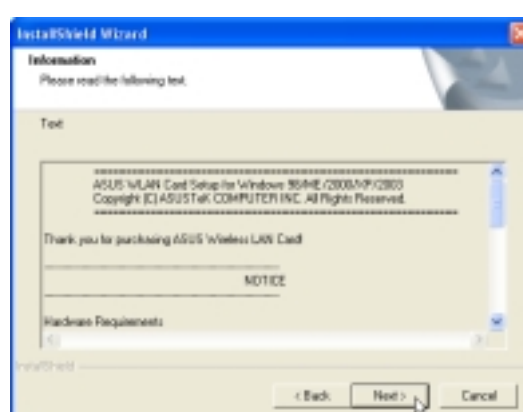 InstallShield Wizard
Information
Please read the following text.
Text
ASUS WLAN Card Setup for Windows 98/ME/2000/XP/2003
Copyright (C) ASUSTeK COMPUTER INC. All Rights Reserved.
Thank you for purchasing ASUS Wireless LAN Card!
NOTICE
Hardware Requirements
InstallShield
< Back
Next >
Cancel